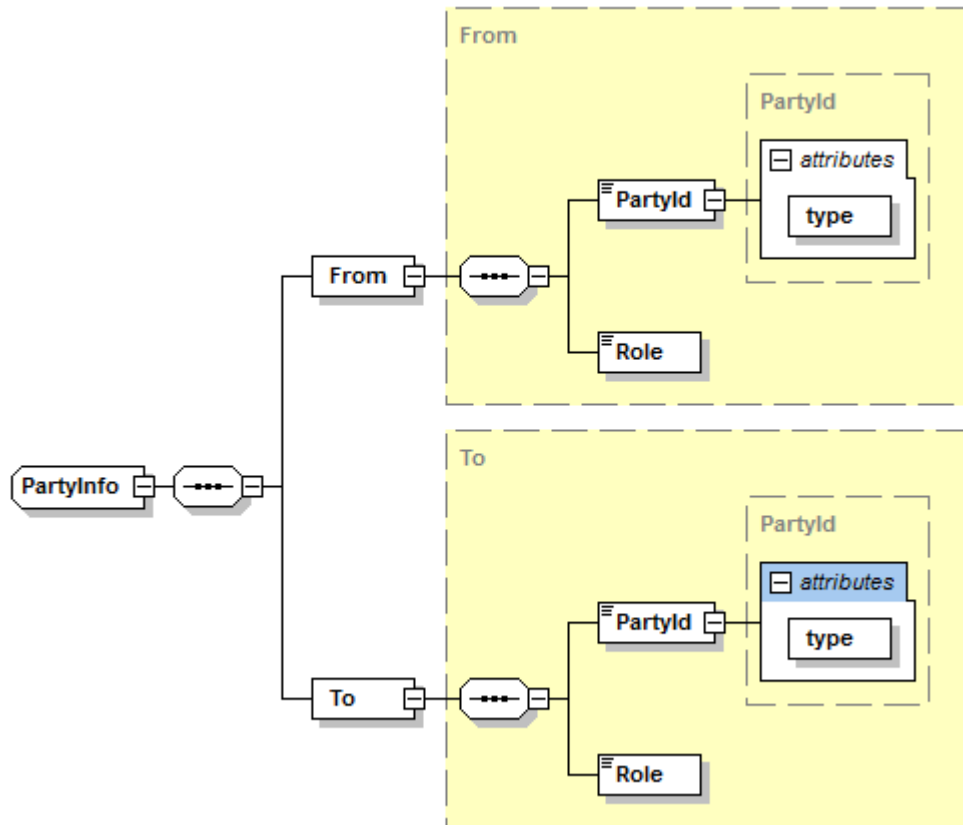 From
PartyId
attributes
PartyId
type
From
Role
To
PartyInfo
PartyId
attributes
PartyId
type
To
Role